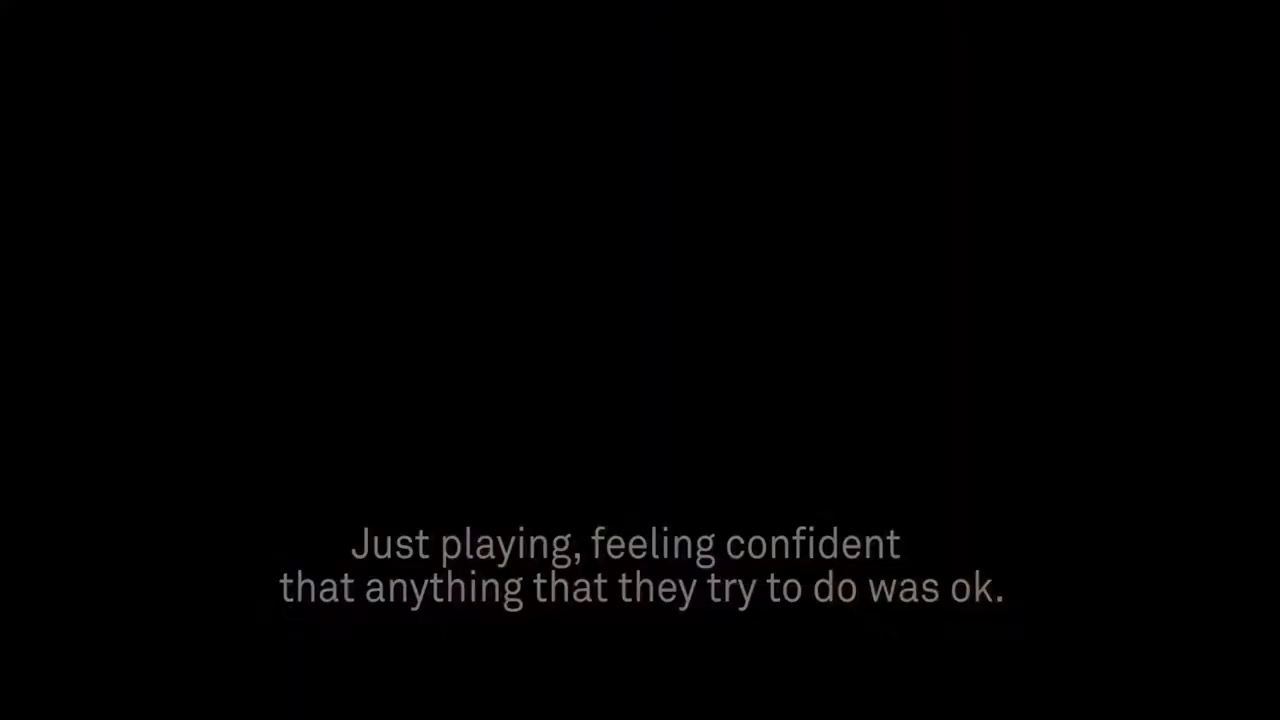 Just playing, feeling confident
that anything that they try to do was ok.